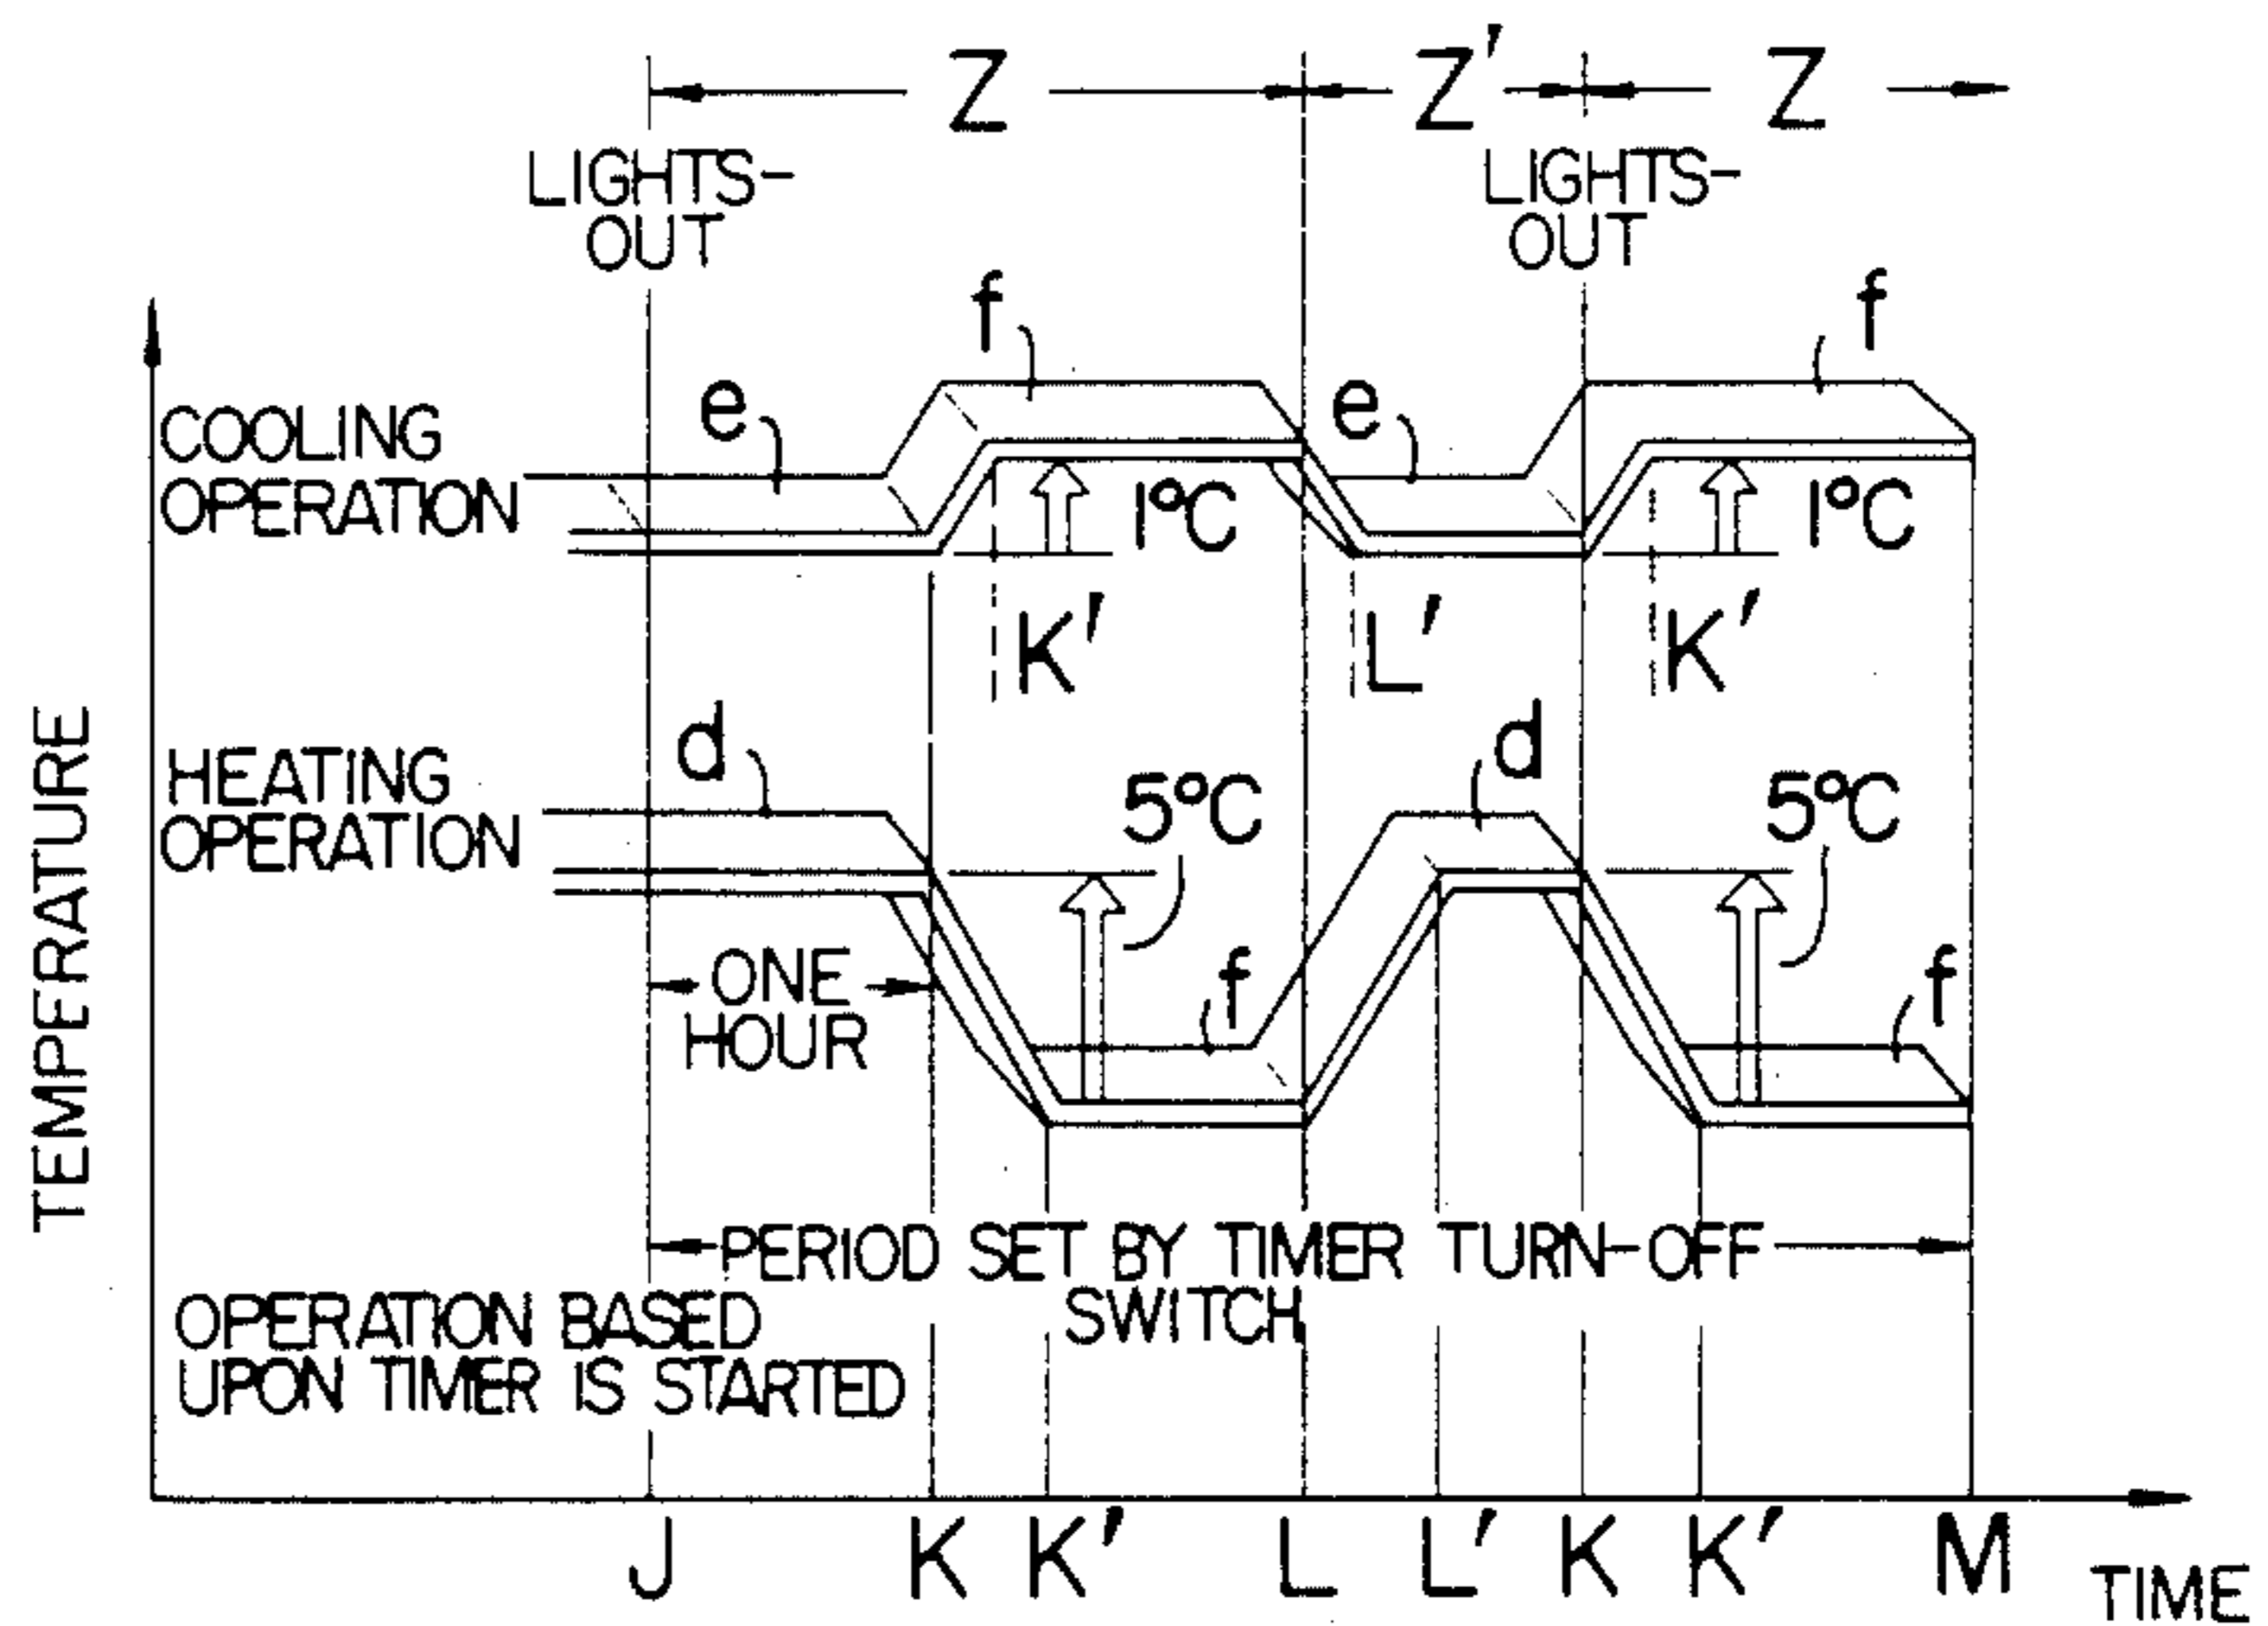 Z Z' Z
LIGHTS-
OUT
LIGHTS-
OUT
f f
e e
COOLING
OPERATION
1°C 1°C
K' L' K'
d d
HEATING
OPERATION
5°C 5°C
TEMPERATURE
ONE
HOUR
f f
PERIOD SET BY TIMER TURN-OFF
SWITCH
OPERATION BASED
UPON TIMER IS STARTED
J K K' L L' K K' M
TIME